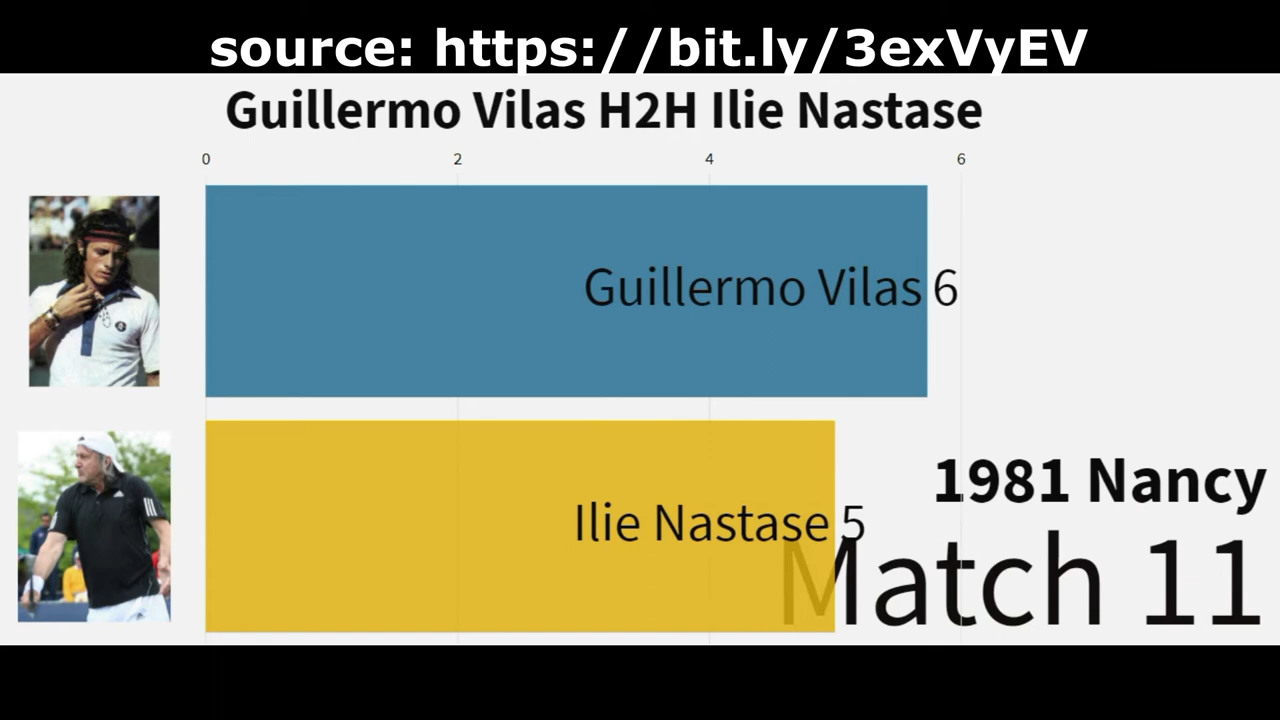 source: https://bit.ly/3exVyEV
Guillermo Vilas H2H Ilie Nastase
0 2 4 6
Guillermo Vilas 6
1981 Nancy
Ilie Nastase 5
Match 11